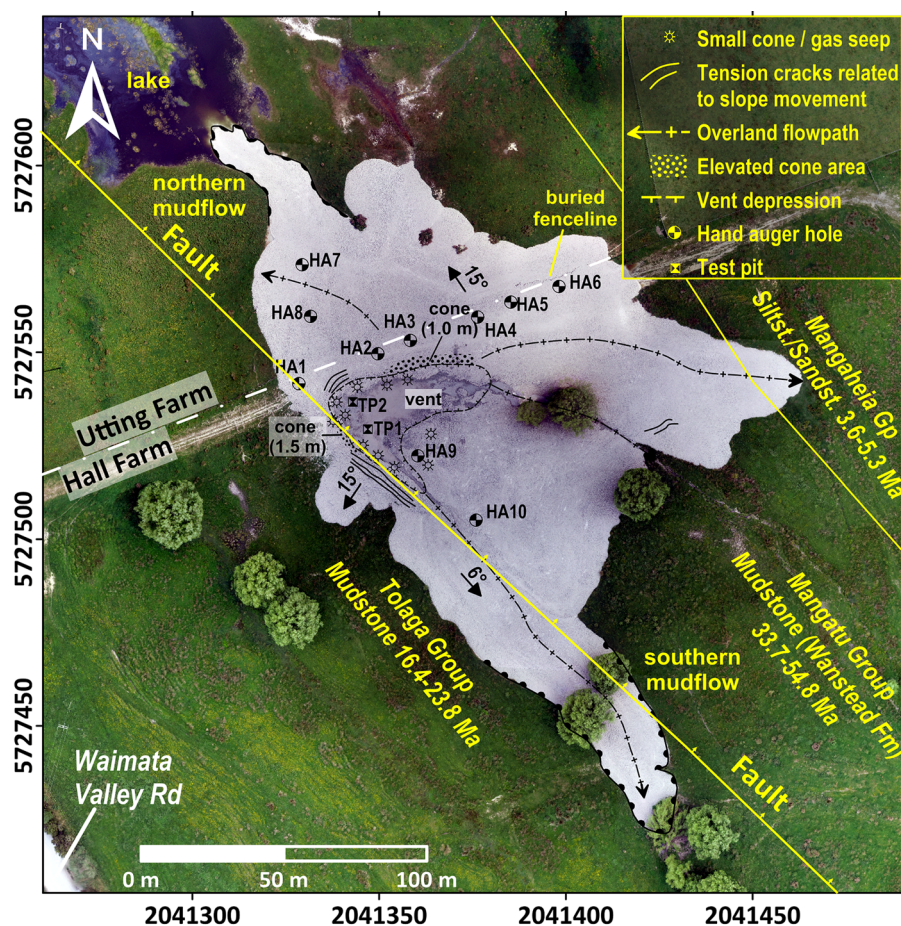 N
lake
northern
mudflow
Fault
buried
fenceline
Small cone / gas seep
Tension cracks related
to slope movement
Overland flowpath
Elevated cone area
Vent depression
Hand auger hole
Test pit
HA7
HA8
15°
HA6
HA5
HA4
cone
(1.0 m)
HA3
HA2
HA1
vent
TP2
TP1
cone
(1.5 m)
HA9
15°
HA10
6°
Utting Farm
Hall Farm
Mangaheia Gp
Siltst./Sandst. 3.6-5.3 Ma
Mangatu Group
Mudstone (Wanstead Fm)
33.7-54.8 Ma
Tolaga Group
Mudstone 16.4-23.8 Ma
southern
mudflow
Fault
Waimata
Valley Rd
0 m 50 m 100 m
5727600
5727550
5727500
5727450
2041300 2041350 2041400 2041450